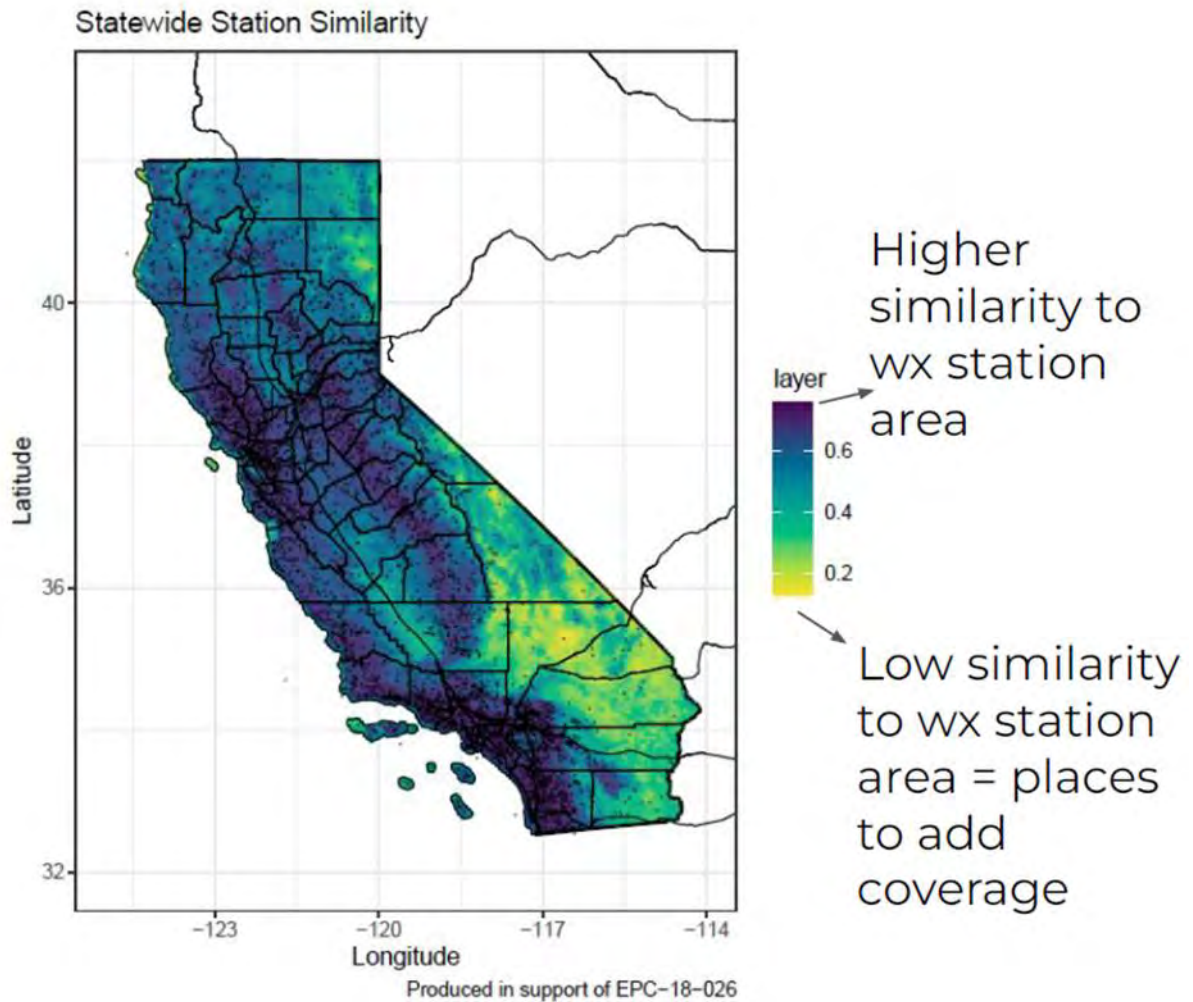 Statewide Station Similarity
40
36
32
Latitude
−123
−120
−117
−114
Longitude
Produced in support of EPC−18−026
layer
0.6
0.4
0.2
Higher
similarity to
wx station
area
Low similarity
to wx station
area = places
to add
coverage